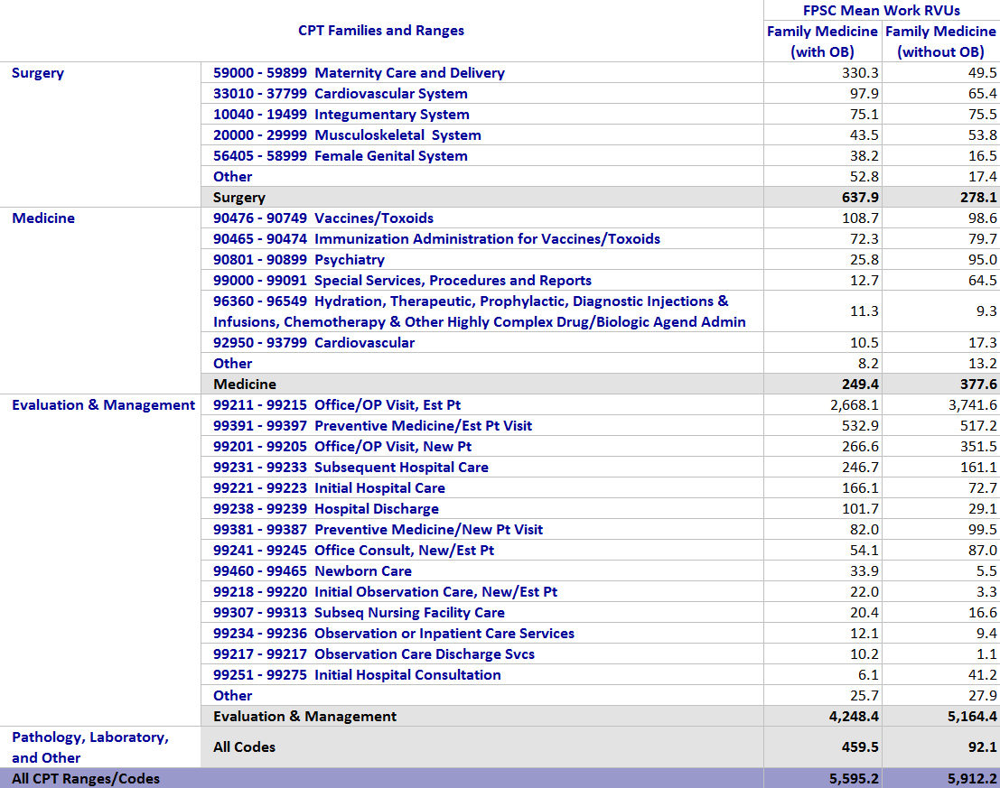 FPSC Mean Work RVUs
CPT Families and Ranges
Family Medicine (with OB) Family Medicine (without OB)
Surgery 59000 - 59899 Maternity Care and Delivery 330.3 49.5
33010 - 37799 Cardiovascular System 97.9 65.4
10040 - 19499 Integumentary System 75.1 75.5
20000 - 29999 Musculoskeletal System 43.5 53.8
56405 - 58999 Female Genital System 38.2 16.5
Other 52.8 17.4
Surgery 637.9 278.1
Medicine 90476 - 90749 Vaccines/Toxoids 108.7 98.6
90465 - 90474 Immunization Administration for Vaccines/Toxoids 72.3 79.7
90801 - 90899 Psychiatry 25.8 95.0
99000 - 99091 Special Services, Procedures and Reports 12.7 64.5
96360 - 96549 Hydration, Therapeutic, Prophylactic, Diagnostic Injections &
Infusions, Chemotherapy & Other Highly Complex Drug/Biologic Agend Admin 11.3 9.3
92950 - 93799 Cardiovascular 10.5 17.3
Other 8.2 13.2
Medicine 249.4 377.6
Evaluation & Management 99211 - 99215 Office/OP Visit, Est Pt 2,668.1 3,741.6
99391 - 99397 Preventive Medicine/Est Pt Visit 532.9 517.2
99201 - 99205 Office/OP Visit, New Pt 266.6 351.5
99231 - 99233 Subsequent Hospital Care 246.7 161.1
99221 - 99223 Initial Hospital Care 166.1 72.7
99238 - 99239 Hospital Discharge 101.7 29.1
99381 - 99387 Preventive Medicine/New Pt Visit 82.0 99.5
99241 - 99245 Office Consult, New/Est Pt 54.1 87.0
99460 - 99465 Newborn Care 33.9 5.5
99218 - 99220 Initial Observation Care, New/Est Pt 22.0 3.3
99307 - 99313 Subseq Nursing Facility Care 20.4 16.6
99234 - 99236 Observation or Inpatient Care Services 12.1 9.4
99217 - 99217 Observation Care Discharge Svcs 10.2 1.1
99251 - 99275 Initial Hospital Consultation 6.1 41.2
Other 25.7 27.9
Evaluation & Management 4,248.4 5,164.4
Pathology, Laboratory,
and Other All Codes 459.5 92.1
All CPT Ranges/Codes 5,595.2 5,912.2